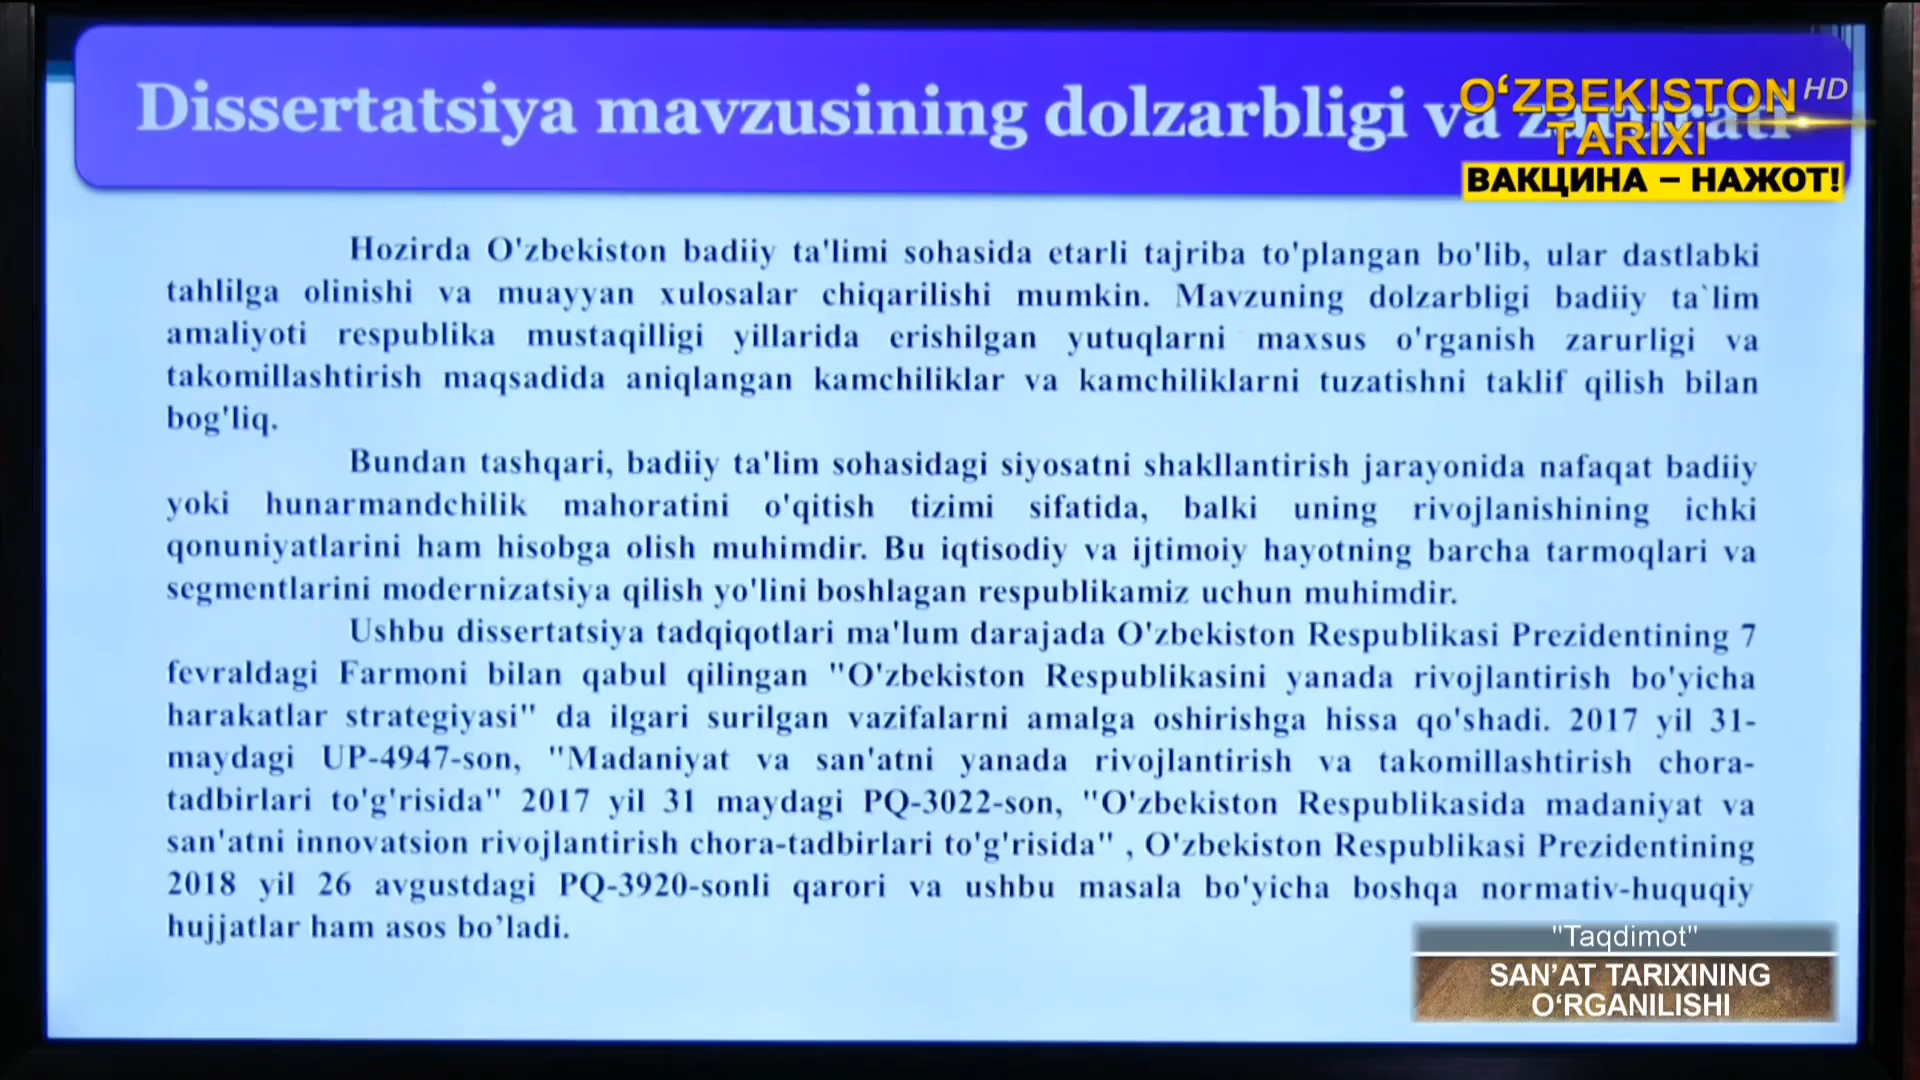 Dissertatsiya mavzusining dolzarbligi va
O‘ZBEKISTON HD
TARIXI
ВАКЦИНА – НАЖОТ!
Hozirda O'zbekiston badiiy ta'limi sohasida etarli tajriba to'plangan bo'lib, ular dastlabki
tahlilga olinishi va muayyan xulosalar chiqarilishi mumkin. Mavzuning dolzarbligi badiiy ta`lim
amaliyoti respublika mustaqilligi yillarida erishilgan yutuqlarni maxsus o'rganish zarurligi va
takomillashtirish maqsadida aniqlangan kamchiliklar va kamchiliklarni tuzatishni taklif qilish bilan
bog'liq.
Bundan tashqari, badiiy ta'lim sohasidagi siyosatni shakllantirish jarayonida nafaqat badiiy
yoki hunarmandchilik mahoratini o'qitish tizimi sifatida, balki uning rivojlanishining ichki
qonuniyatlarini ham hisobga olish muhimdir. Bu iqtisodiy va ijtimoiy hayotning barcha tarmoqlari va
segmentlarini modernizatsiya qilish yo'lini boshlagan respublikamiz uchun muhimdir.
Ushbu dissertatsiya tadqiqotlari ma'lum darajada O'zbekiston Respublikasi Prezidentining 7
fevraldagi Farmoni bilan qabul qilingan "O'zbekiston Respublikasini yanada rivojlantirish bo'yicha
harakatlar strategiyasi" da ilgari surilgan vazifalarni amalga oshirishga hissa qo'shadi. 2017 yil 31-
maydagi UP-4947-son, "Madaniyat va san'atni yanada rivojlantirish va takomillashtirish chora-
tadbirlari to'g'risida" 2017 yil 31 maydagi PQ-3022-son, "O'zbekiston Respublikasida madaniyat va
san'atni innovatsion rivojlantirish chora-tadbirlari to'g'risida" , O'zbekiston Respublikasi Prezidentining
2018 yil 26 avgustdagi PQ-3920-sonli qarori va ushbu masala bo'yicha boshqa normativ-huquqiy
hujjatlar ham asos bo’ladi.
"Taqdimot"
SAN’AT TARIXINING
O‘RGANILISHI